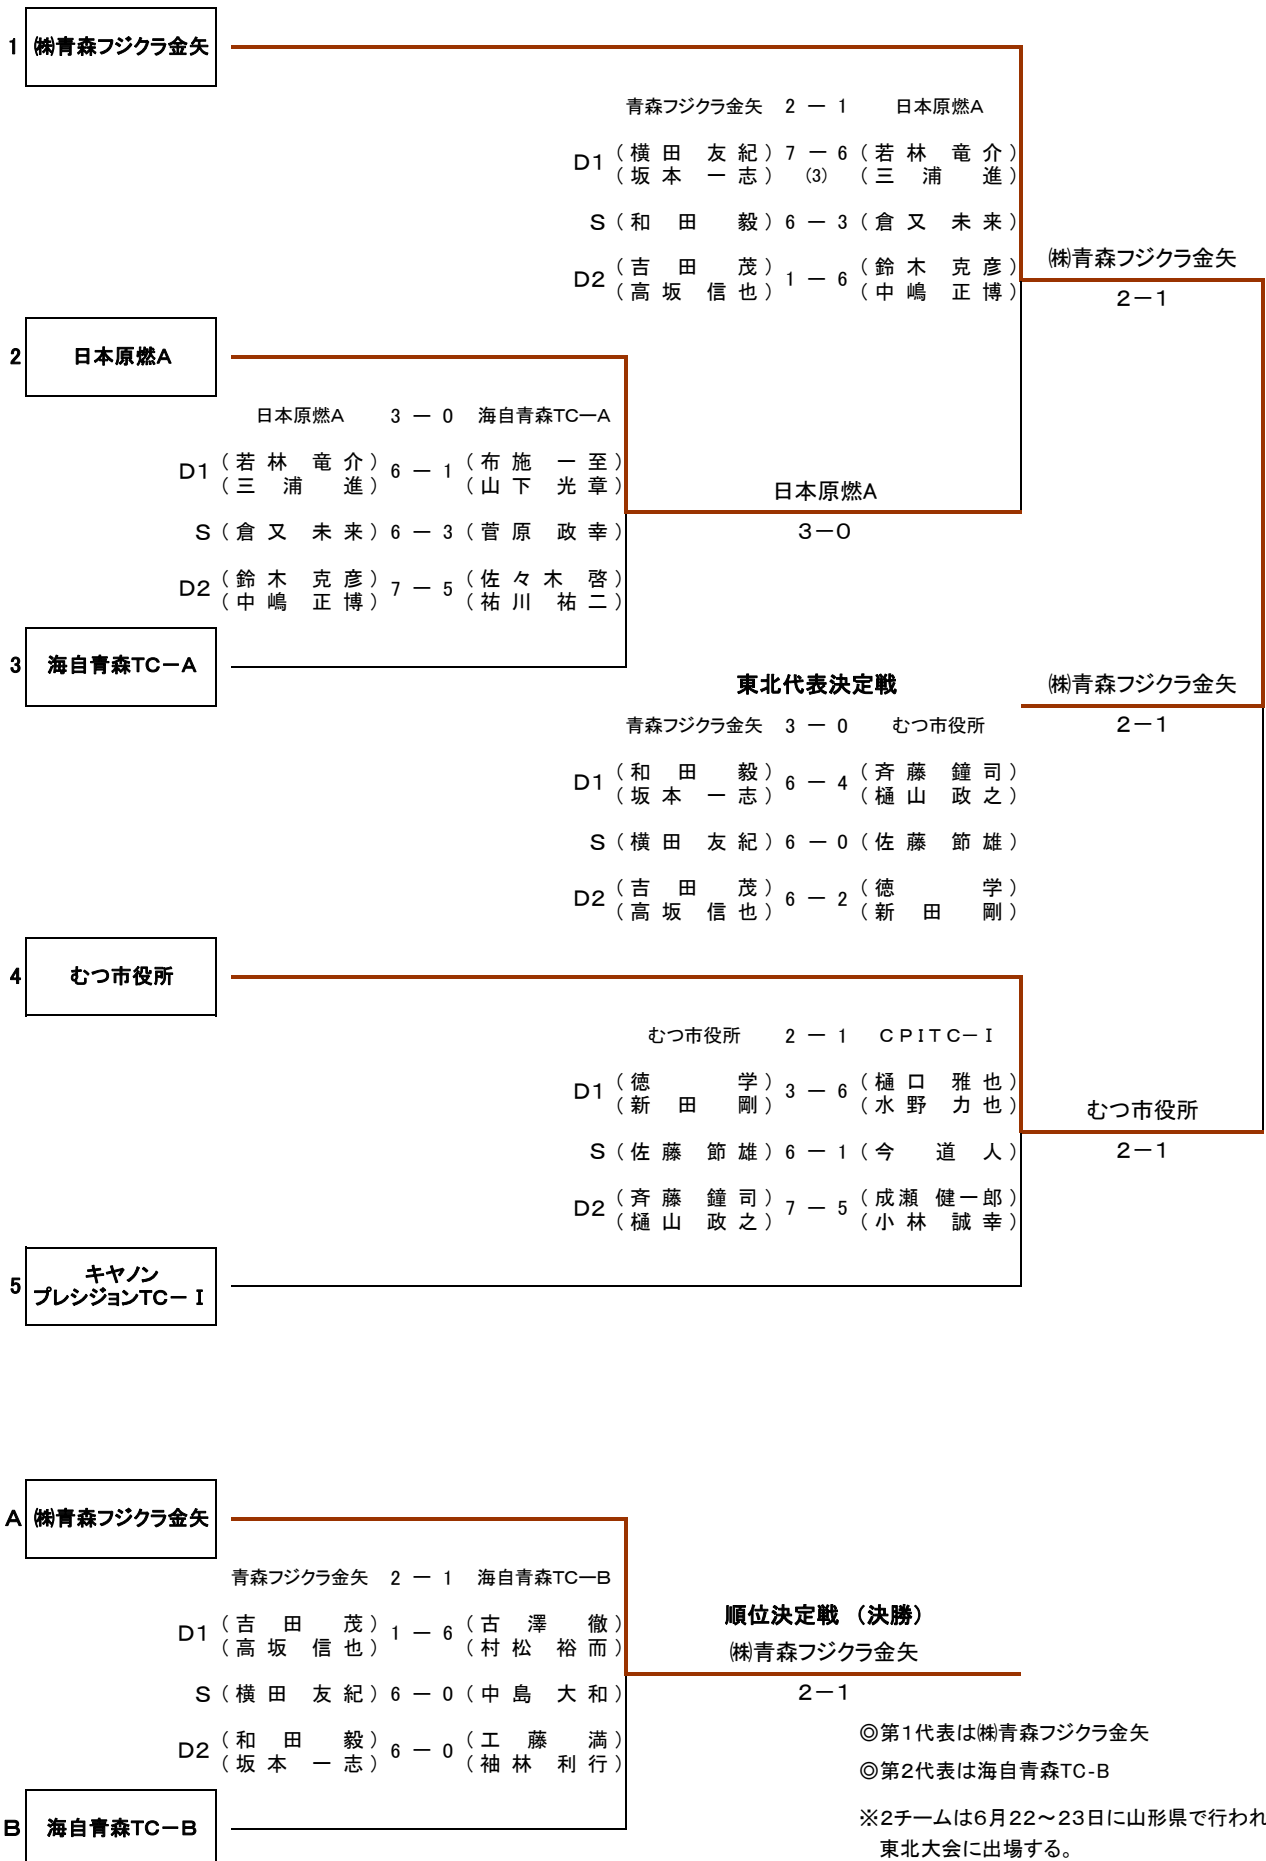 1 ㈱青森フジクラ金矢
青森フジクラ金矢 2 － 1 日本原燃A
D1 (横田 友紀) 7 － 6 (若林 竜介)
(坂本 一志) (3) (三浦 進)
S (和田 毅) 6 － 3 (倉又 未来)
D2 (吉田 茂) 1 － 6 (鈴木 克彦)
(高坂 信也) (中嶋 正博)
㈱青森フジクラ金矢
2－1
2 日本原燃A
日本原燃A 3 － 0 海自青森TC－A
D1 (若林 竜介) 6 － 1 (布施 一至)
(三浦 進) (山下 光章)
S (倉又 未来) 6 － 3 (菅原 政幸)
D2 (鈴木 克彦) 7 － 5 (佐々木 啓)
(中嶋 正博) (祐川 祐二)
日本原燃A
3－0
3 海自青森TC－A
東北代表決定戦
青森フジクラ金矢 3 － 0 むつ市役所
D1 (和田 毅) 6 － 4 (斉藤 鐘司)
(坂本 一志) (樋山 政之)
S (横田 友紀) 6 － 0 (佐藤 節雄)
D2 (吉田 茂) 6 － 2 (徳 学)
(高坂 信也) (新田 剛)
㈱青森フジクラ金矢
2－1
4 むつ市役所
むつ市役所 2 － 1 CPITC－Ⅰ
D1 (徳 学) 3 － 6 (樋口 雅也)
(新田 剛) (水野 力也)
S (佐藤 節雄) 6 － 1 (今 道人)
D2 (斉藤 鐘司) 7 － 5 (成瀬 健一郎)
(樋山 政之) (小林 誠幸)
むつ市役所
2－1
5 キヤノン
プレシジョンTC－Ⅰ
A ㈱青森フジクラ金矢
青森フジクラ金矢 2 － 1 海自青森TC－B
D1 (吉田 茂) 1 － 6 (古澤 徹)
(高坂 信也) (村松 裕而)
S (横田 友紀) 6 － 0 (中島 大和)
D2 (和田 毅) 6 － 0 (工藤 満)
(坂本 一志) (袖林 利行)
B 海自青森TC－B
順位決定戦 （決勝）
㈱青森フジクラ金矢
2－1
◎第1代表は㈱青森フジクラ金矢
◎第2代表は海自青森TC-B
※2チームは6月22～23日に山形県で行われ
東北大会に出場する。